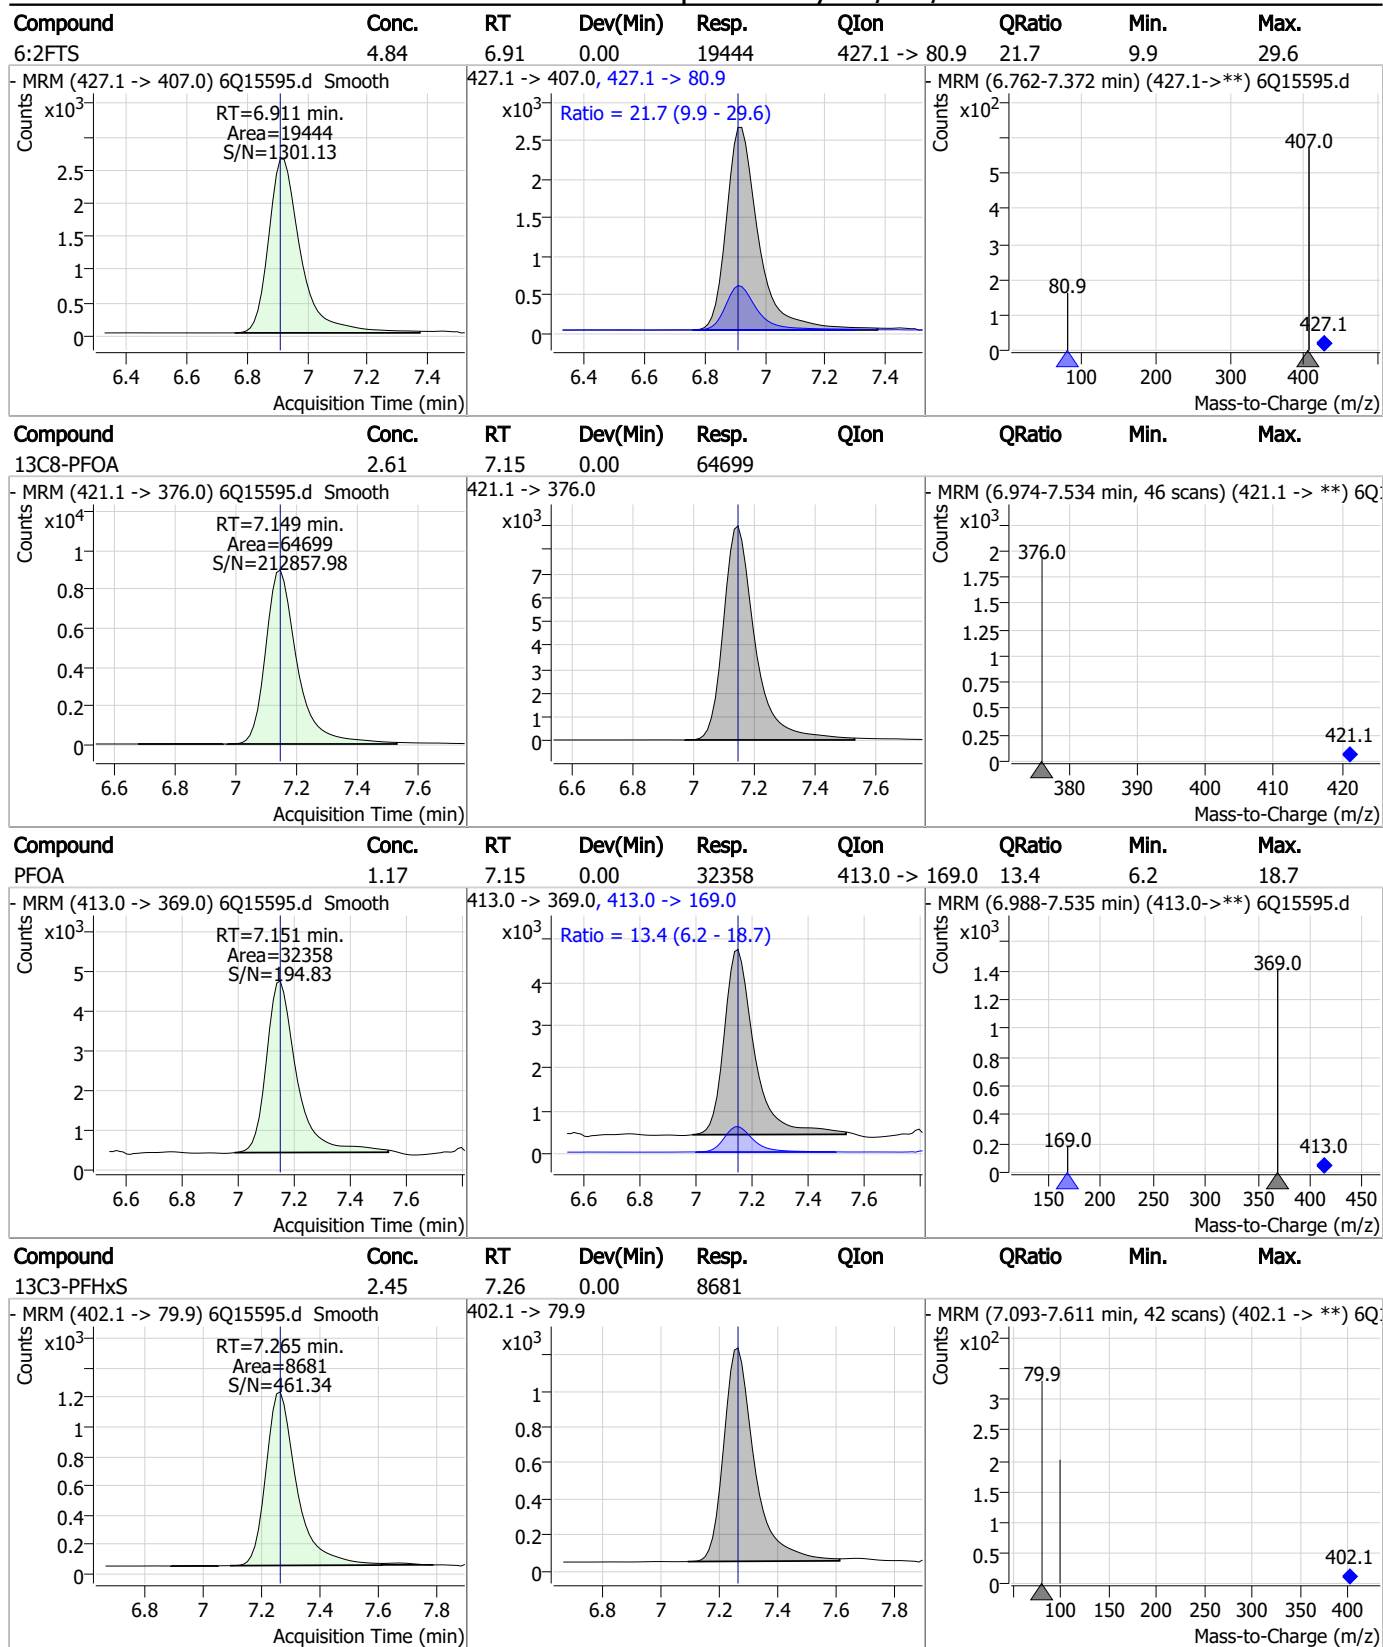 Compound Conc. RT Dev(Min) Resp. QIon QRatio Min. Max.
6:2FTS 4.84 6.91 0.00 19444 427.1 -> 80.9 21.7 9.9 29.6
- MRM (427.1 -> 407.0) 6Q15595.d Smooth
Counts
x10³
RT=6.911 min.
Area=19444
S/N=1301.13
2.5
2
1.5
1
0.5
0
6.4 6.6 6.8 7 7.2 7.4
Acquisition Time (min)
427.1 -> 407.0, 427.1 -> 80.9
x10³
Ratio = 21.7 (9.9 - 29.6)
2.5
2
1.5
1
0.5
0
6.4 6.6 6.8 7 7.2 7.4
- MRM (6.762-7.372 min) (427.1->**) 6Q15595.d
Counts
x10²
407.0
5
4
3
2
80.9
1
427.1
0
100 200 300 400
Mass-to-Charge (m/z)
Compound Conc. RT Dev(Min) Resp. QIon QRatio Min. Max.
13C8-PFOA 2.61 7.15 0.00 64699
- MRM (421.1 -> 376.0) 6Q15595.d Smooth
Counts
x10⁴
RT=7.149 min.
Area=64699
S/N=212857.98
1
0.8
0.6
0.4
0.2
0
6.6 6.8 7 7.2 7.4 7.6
Acquisition Time (min)
421.1 -> 376.0
x10³
7
6
5
4
3
2
1
0
6.6 6.8 7 7.2 7.4 7.6
- MRM (6.974-7.534 min, 46 scans) (421.1 -> **) 6Q
Counts
x10³
2
376.0
1.75
1.5
1.25
1
0.75
0.5
0.25
421.1
0
380 390 400 410 420
Mass-to-Charge (m/z)
Compound Conc. RT Dev(Min) Resp. QIon QRatio Min. Max.
PFOA 1.17 7.15 0.00 32358 413.0 -> 169.0 13.4 6.2 18.7
- MRM (413.0 -> 369.0) 6Q15595.d Smooth
Counts
x10³
RT=7.151 min.
Area=32358
S/N=194.83
5
4
3
2
1
0
6.6 6.8 7 7.2 7.4 7.6
Acquisition Time (min)
413.0 -> 369.0, 413.0 -> 169.0
x10³
Ratio = 13.4 (6.2 - 18.7)
4
3
2
1
0
6.6 6.8 7 7.2 7.4 7.6
- MRM (6.988-7.535 min) (413.0->**) 6Q15595.d
Counts
x10³
369.0
1.4
1.2
1
0.8
0.6
0.4
0.2
169.0
413.0
0
150 200 250 300 350 400 450
Mass-to-Charge (m/z)
Compound Conc. RT Dev(Min) Resp. QIon QRatio Min. Max.
13C3-PFHxS 2.45 7.26 0.00 8681
- MRM (402.1 -> 79.9) 6Q15595.d Smooth
Counts
x10³
RT=7.265 min.
Area=8681
S/N=461.34
1.2
1
0.8
0.6
0.4
0.2
0
6.8 7 7.2 7.4 7.6 7.8
Acquisition Time (min)
402.1 -> 79.9
x10³
1
0.8
0.6
0.4
0.2
0
6.8 7 7.2 7.4 7.6 7.8
- MRM (7.093-7.611 min, 42 scans) (402.1 -> **) 6Q
Counts
x10²
79.9
3
2.5
2
1.5
1
0.5
402.1
0
100 150 200 250 300 350 400
Mass-to-Charge (m/z)